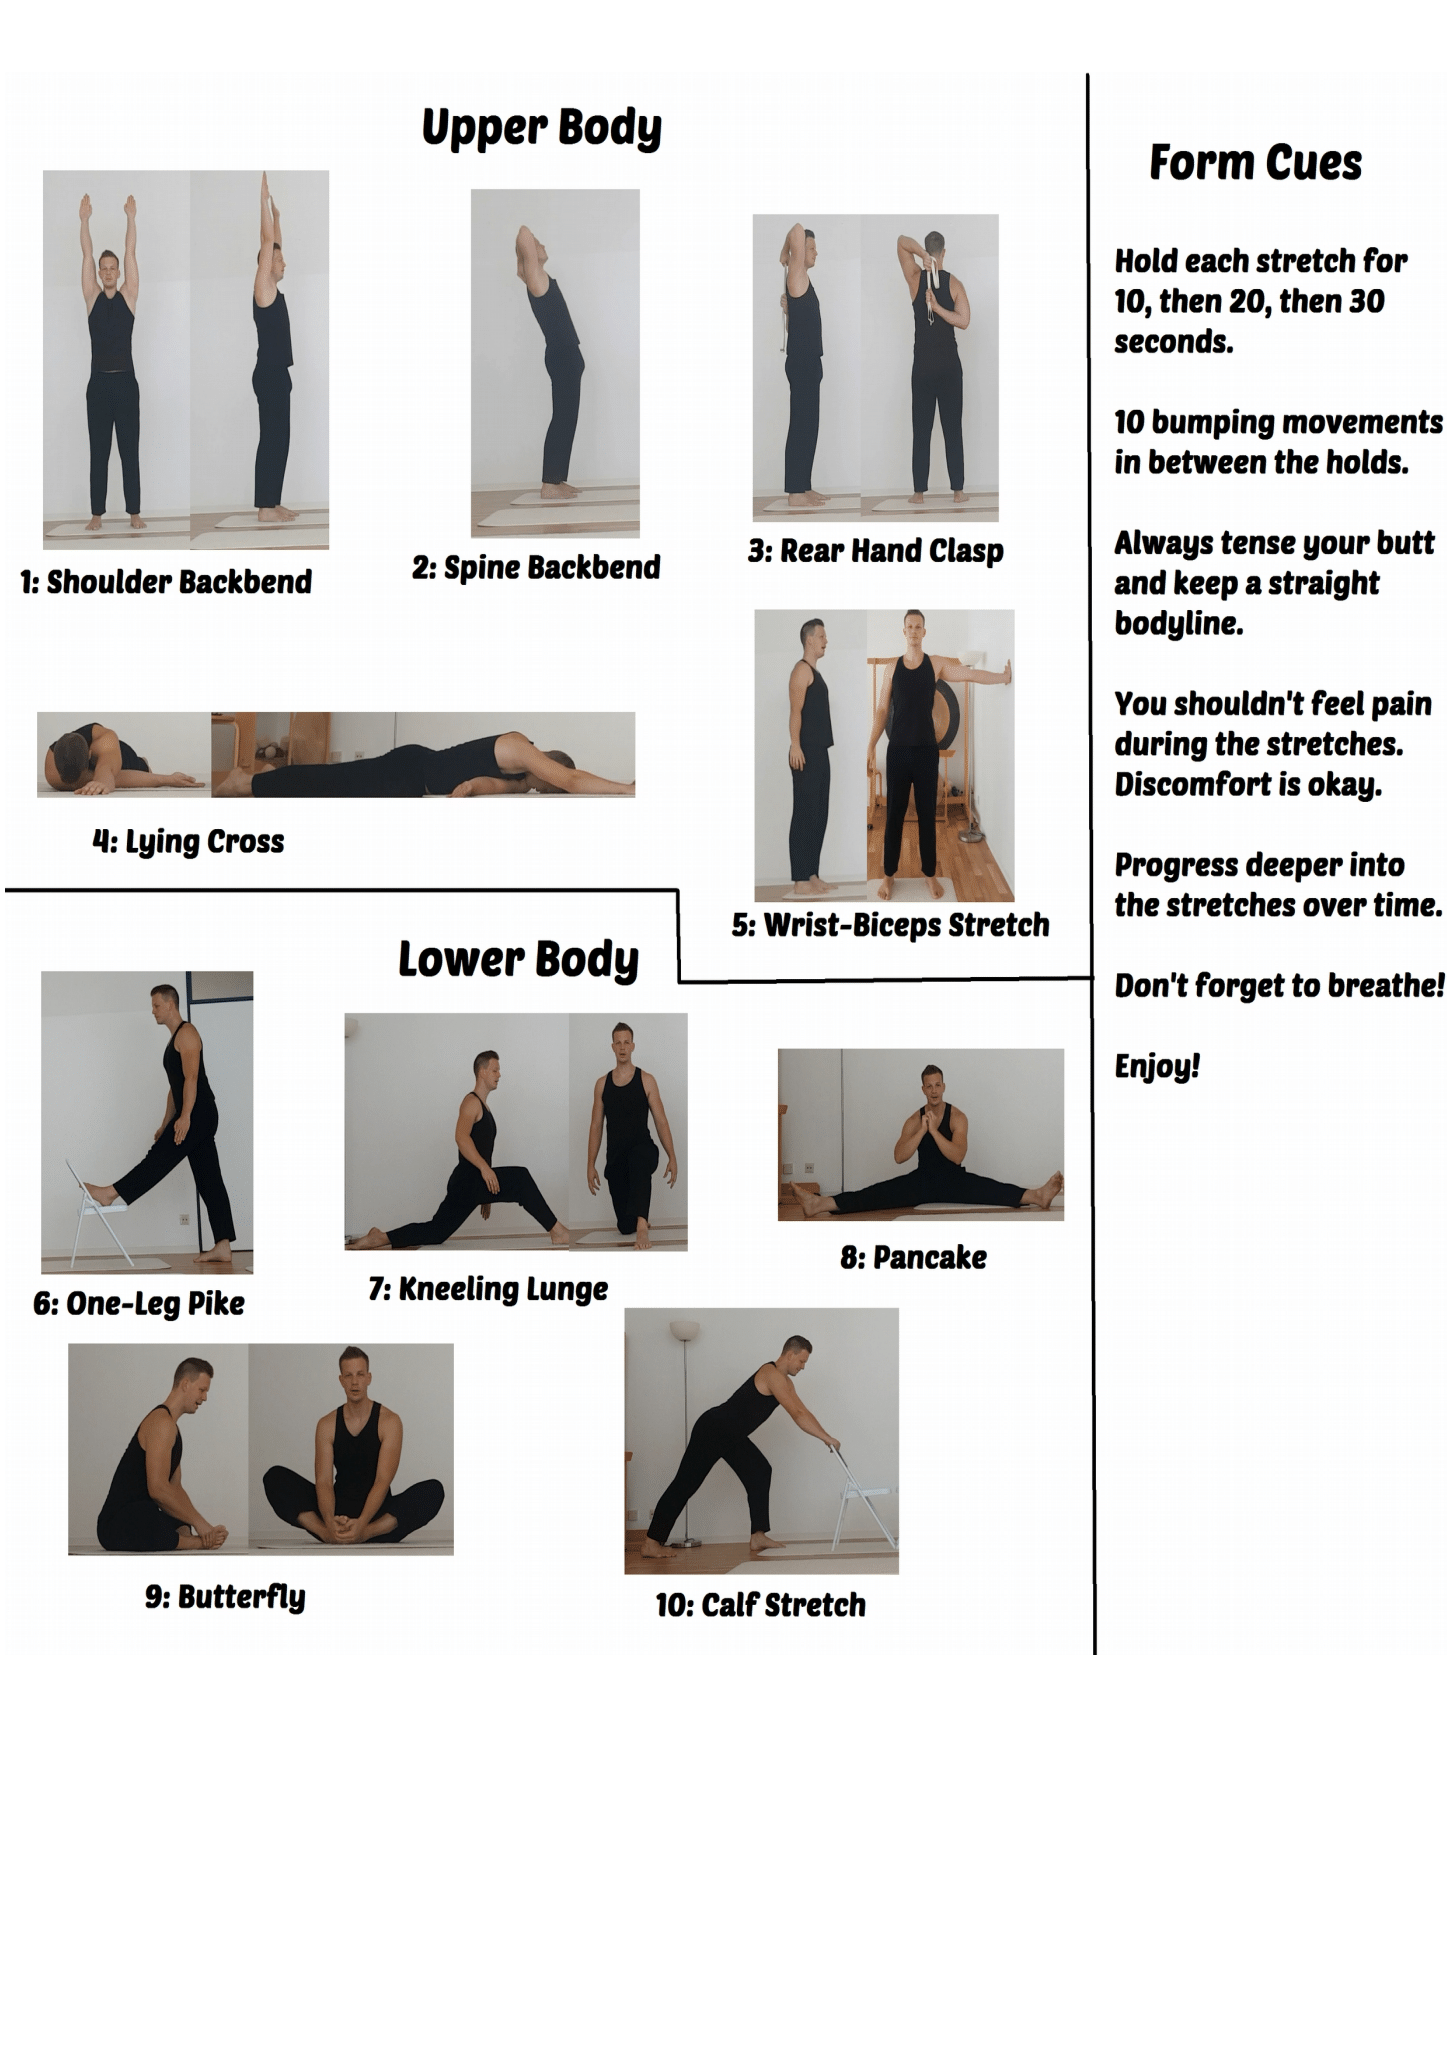 Upper Body
1: Shoulder Backbend
2: Spine Backbend
3: Rear Hand Clasp
4: Lying Cross
5: Wrist-Biceps Stretch
Lower Body
6: One-Leg Pike
7: Kneeling Lunge
8: Pancake
9: Butterfly
10: Calf Stretch
Form Cues
Hold each stretch for
10, then 20, then 30
seconds.
10 bumping movements
in between the holds.
Always tense your butt
and keep a straight
bodyline.
You shouldn't feel pain
during the stretches.
Discomfort is okay.
Progress deeper into
the stretches over time.
Don't forget to breathe!
Enjoy!